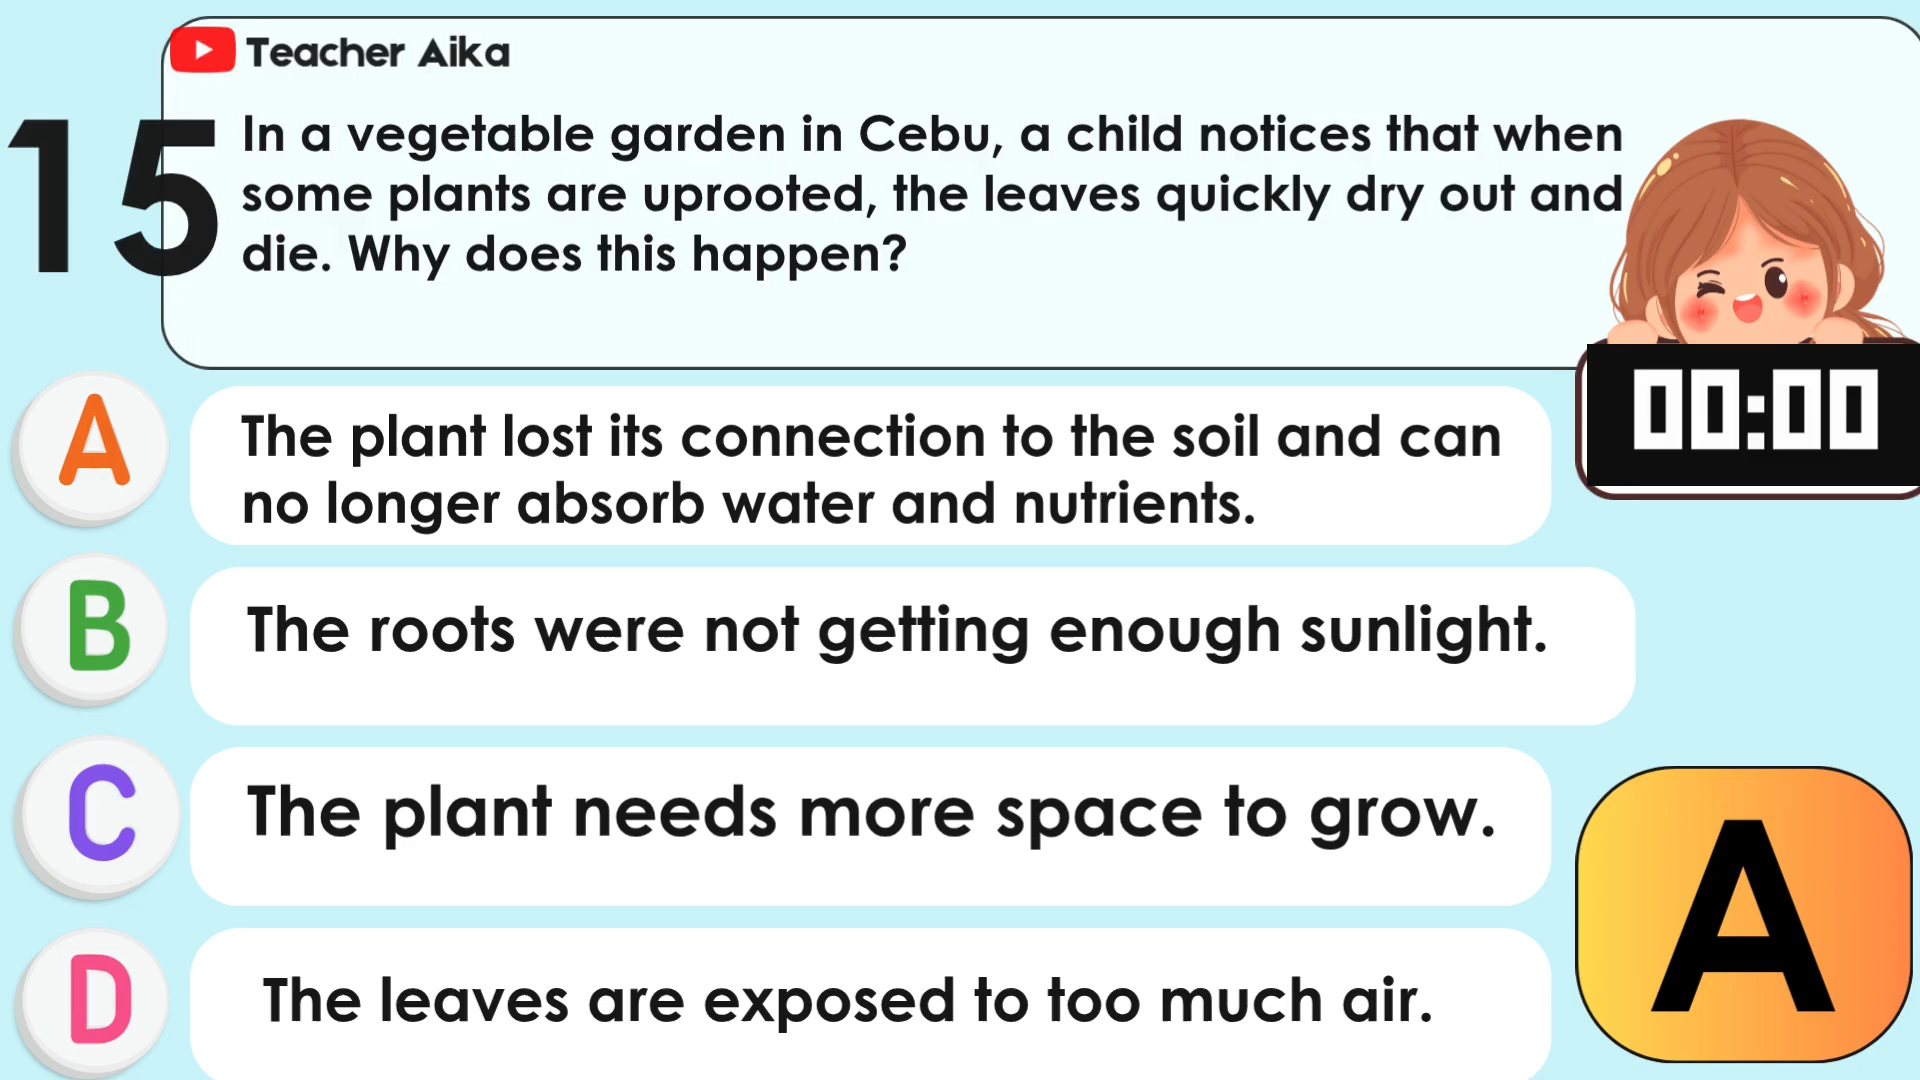 Teacher Aika
15
In a vegetable garden in Cebu, a child notices that when
some plants are uprooted, the leaves quickly dry out and
die. Why does this happen?
00:00
A
The plant lost its connection to the soil and can
no longer absorb water and nutrients.
B
The roots were not getting enough sunlight.
C
The plant needs more space to grow.
D
The leaves are exposed to too much air.
A